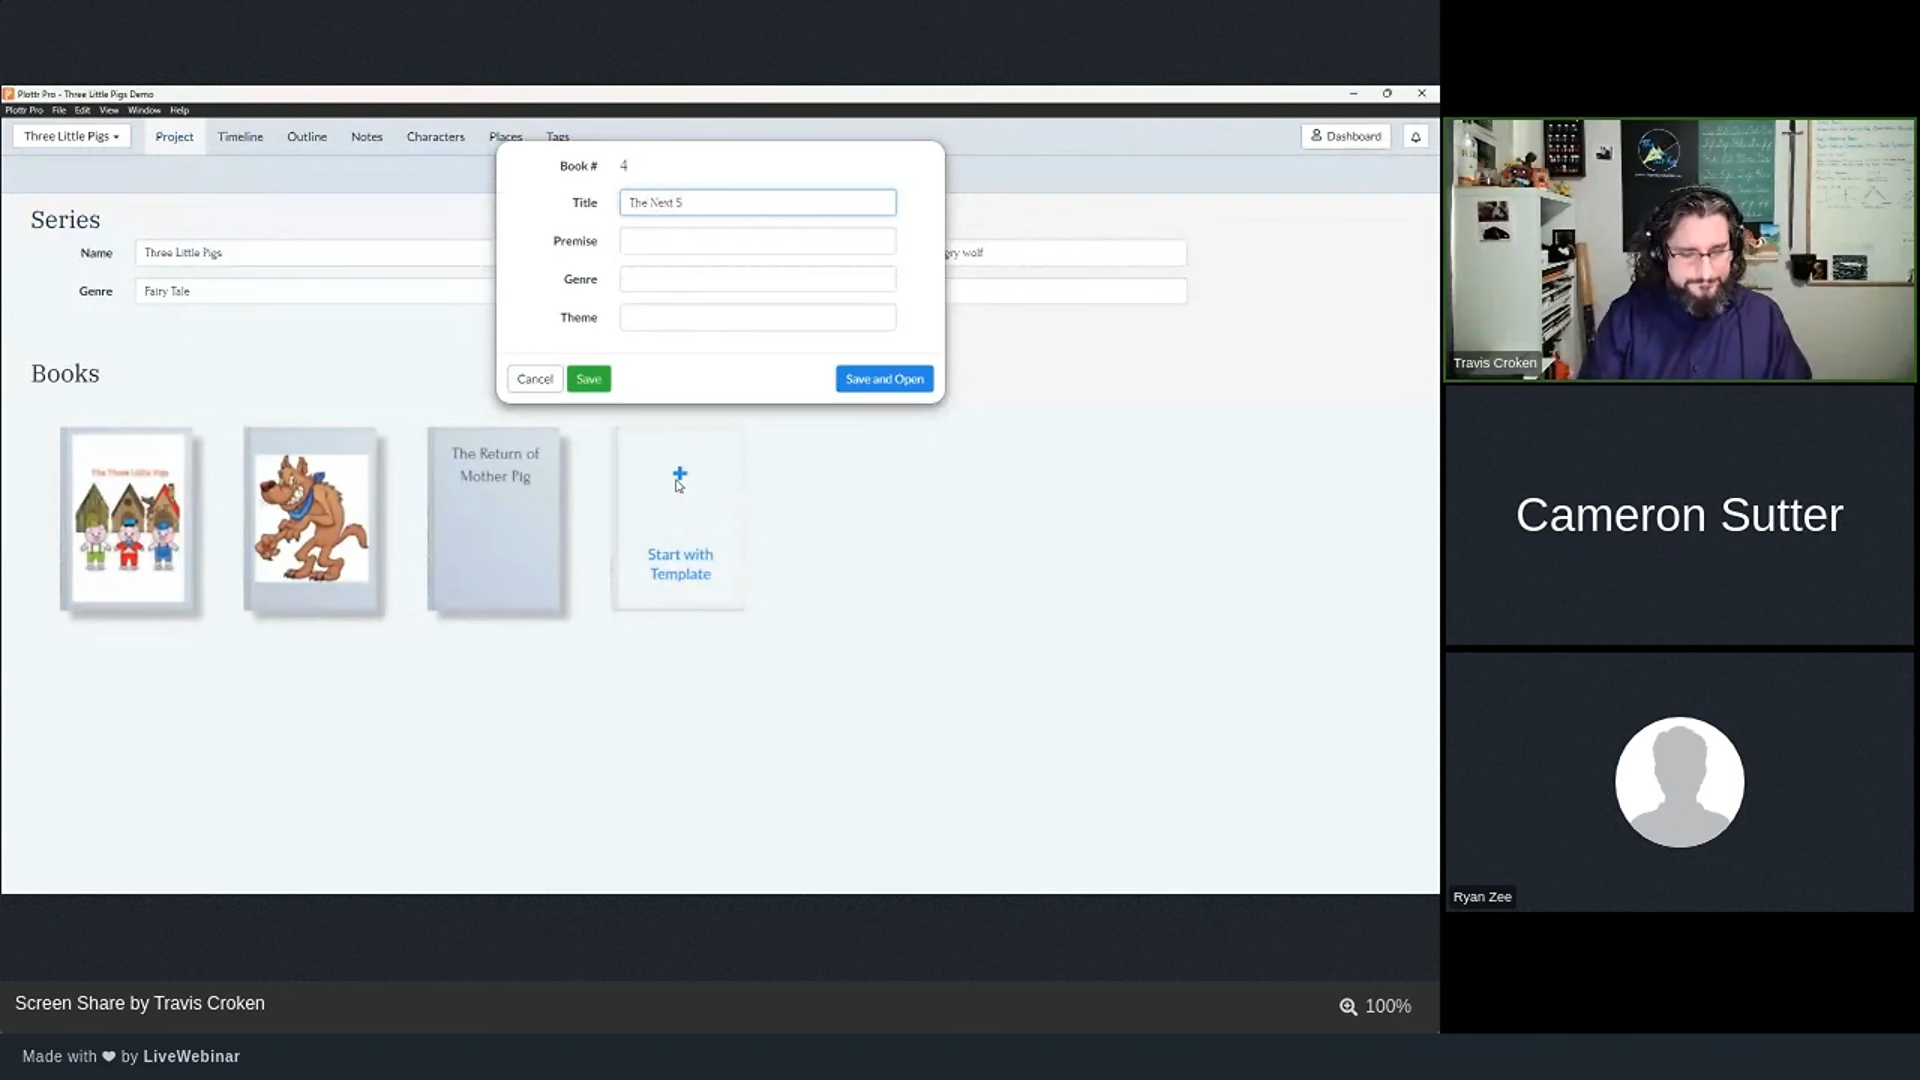 Plottr Pro - Three Little Pigs Demo
Plottr Pro File Edit View Window Help
Three Little Pigs Project Timeline Outline Notes Characters Places Tags Dashboard
Book # 4
Title The Next S
Premise
Genre
Theme
Cancel Save Save and Open
Series
Name Three Little Pigs
gry wolf
Genre Fairy Tale
Books
The Three Little Pigs
The Return of
Mother Pig
Start with
Template
Travis Croken
Cameron Sutter
Ryan Zee
Screen Share by Travis Croken
100%
Made with ❤ by LiveWebinar